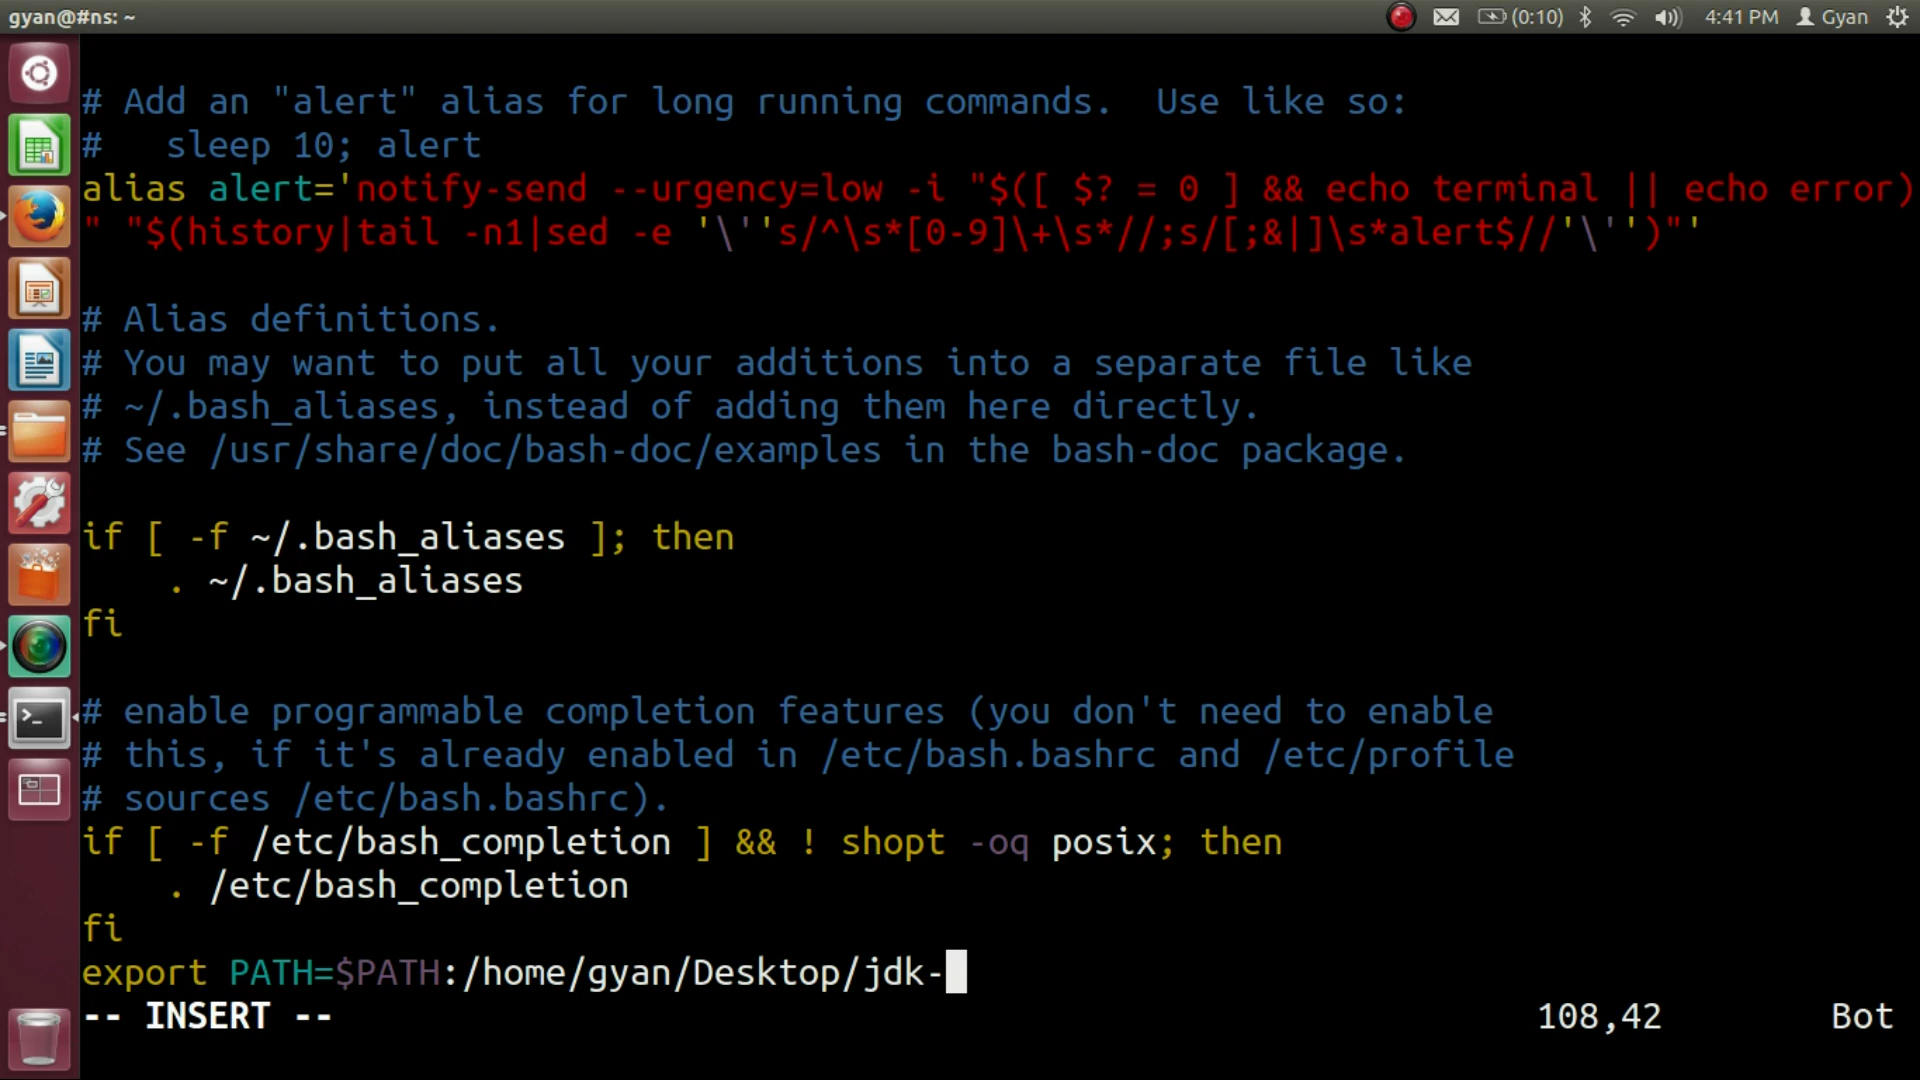 gyan@#ns: ~
(0:10) 4:41 PM Gyan
# Add an "alert" alias for long running commands.  Use like so:
#   sleep 10; alert
alias alert='notify-send --urgency=low -i "$([ $? = 0 ] && echo terminal || echo error)
" "$(history|tail -n1|sed -e '\''s/^\s*[0-9]\+\s*//;s/[;&|]\s*alert$//'\'')"'
# Alias definitions.
# You may want to put all your additions into a separate file like
# ~/.bash_aliases, instead of adding them here directly.
# See /usr/share/doc/bash-doc/examples in the bash-doc package.
if [ -f ~/.bash_aliases ]; then
    . ~/.bash_aliases
fi
# enable programmable completion features (you don't need to enable
# this, if it's already enabled in /etc/bash.bashrc and /etc/profile
# sources /etc/bash.bashrc).
if [ -f /etc/bash_completion ] && ! shopt -oq posix; then
    . /etc/bash_completion
fi
export PATH=$PATH:/home/gyan/Desktop/jdk-
-- INSERT -- 108,42 Bot